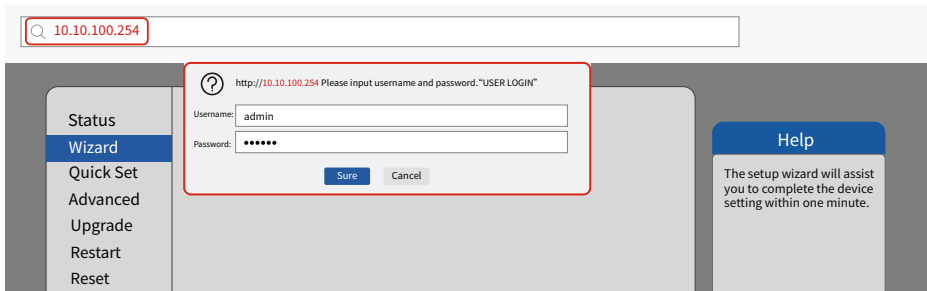 10.10.100.254
http://10.10.100.254 Please input username and password.“USER LOGIN”
Username: admin
Password: ••••••
Sure Cancel
Status
Wizard
Quick Set
Advanced
Upgrade
Restart
Reset
Help
The setup wizard will assist
you to complete the device
setting within one minute.